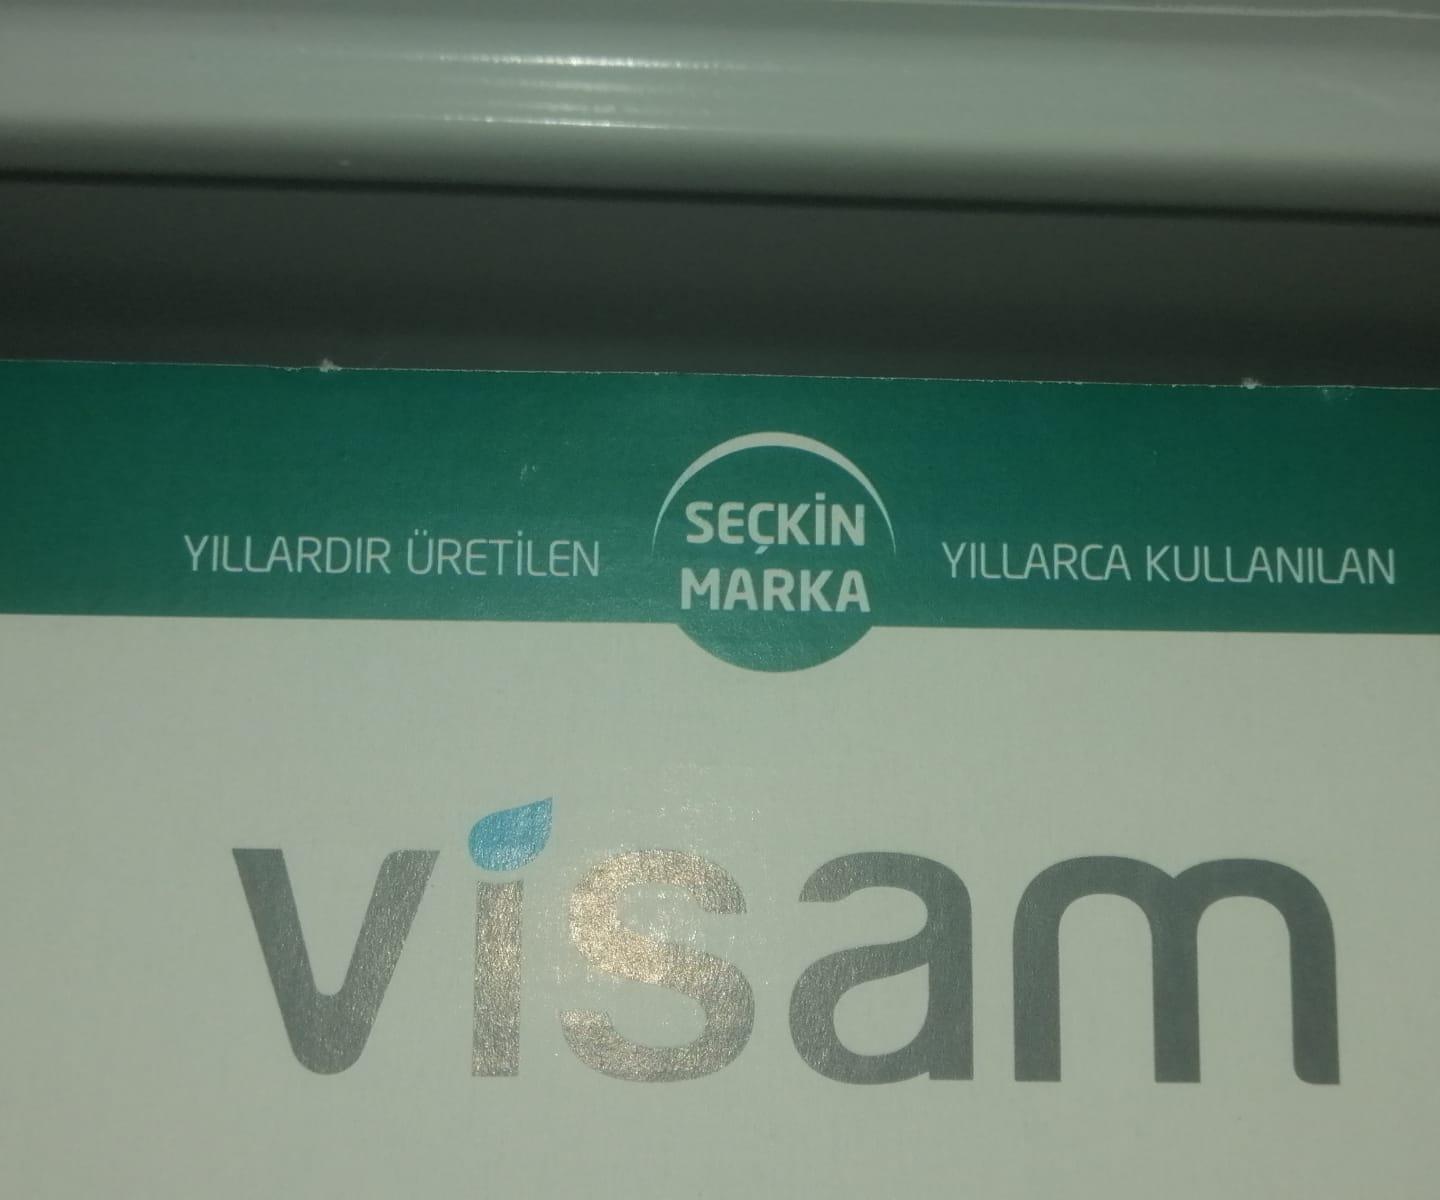 YILLARDIR ÜRETİLEN
SEÇKİN
MARKA
YILLARCA KULLANILAN
visam